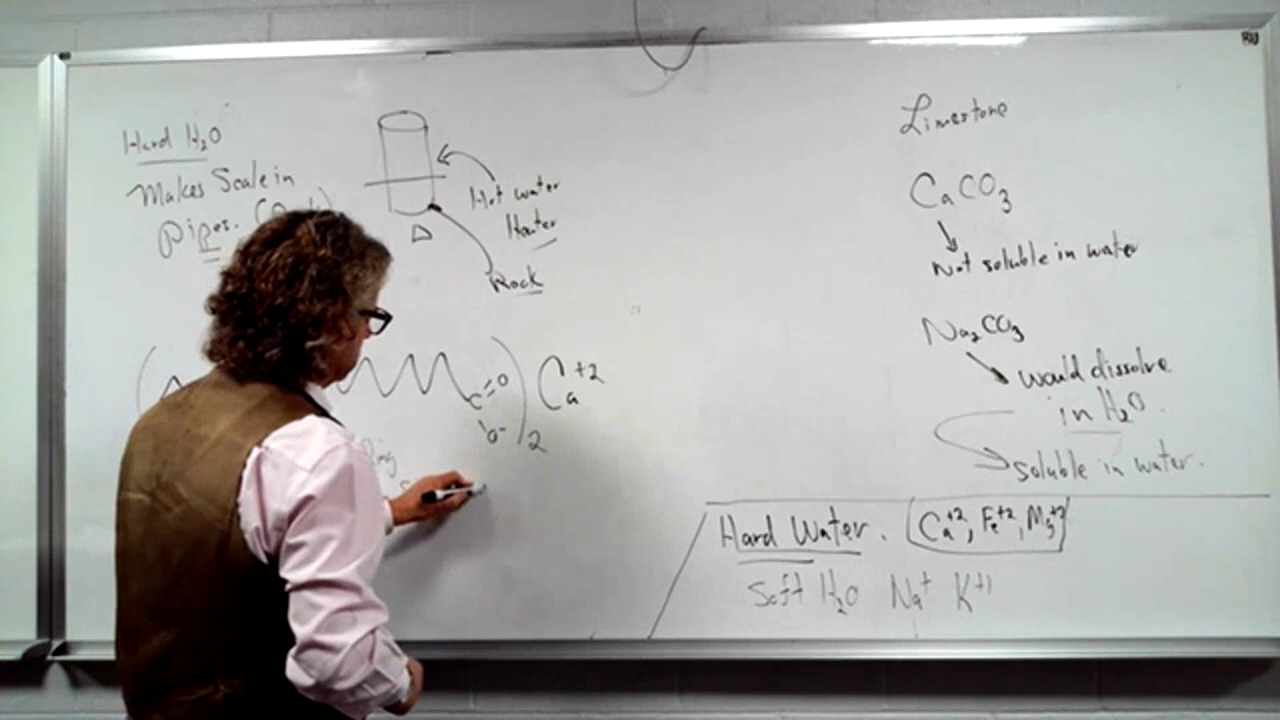 Hard H2O
Makes Scale in
Pipes.
Hot water
Heater
Δ
Rock
C=O
O-
2
Ca+2
Ring
Limestone
CaCO3
Not soluble in water
Na2CO3
would dissolve
in H2O
soluble in water.
Hard Water. Ca+2, Fe+2, Mg+2
Soft H2O Na+ K+1